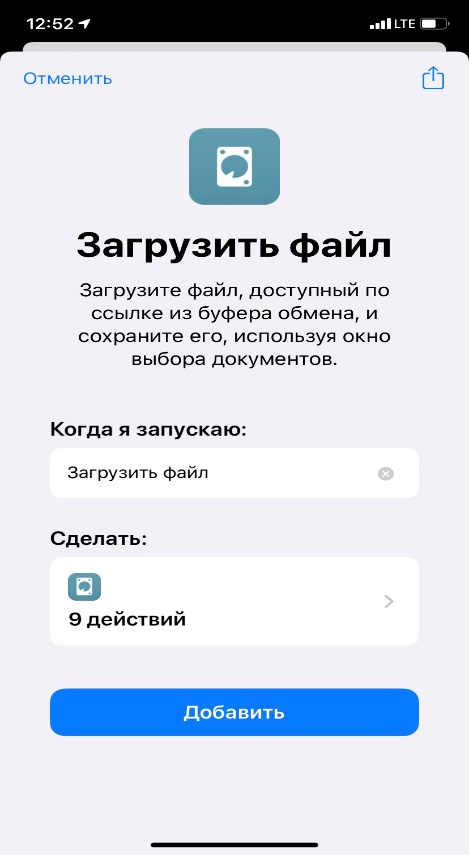 12:52 LTE
Отменить
Загрузить файл
Загрузите файл, доступный по
ссылке из буфера обмена, и
сохраните его, используя окно
выбора документов.
Когда я запускаю:
Загрузить файл
Сделать:
9 действий
Добавить